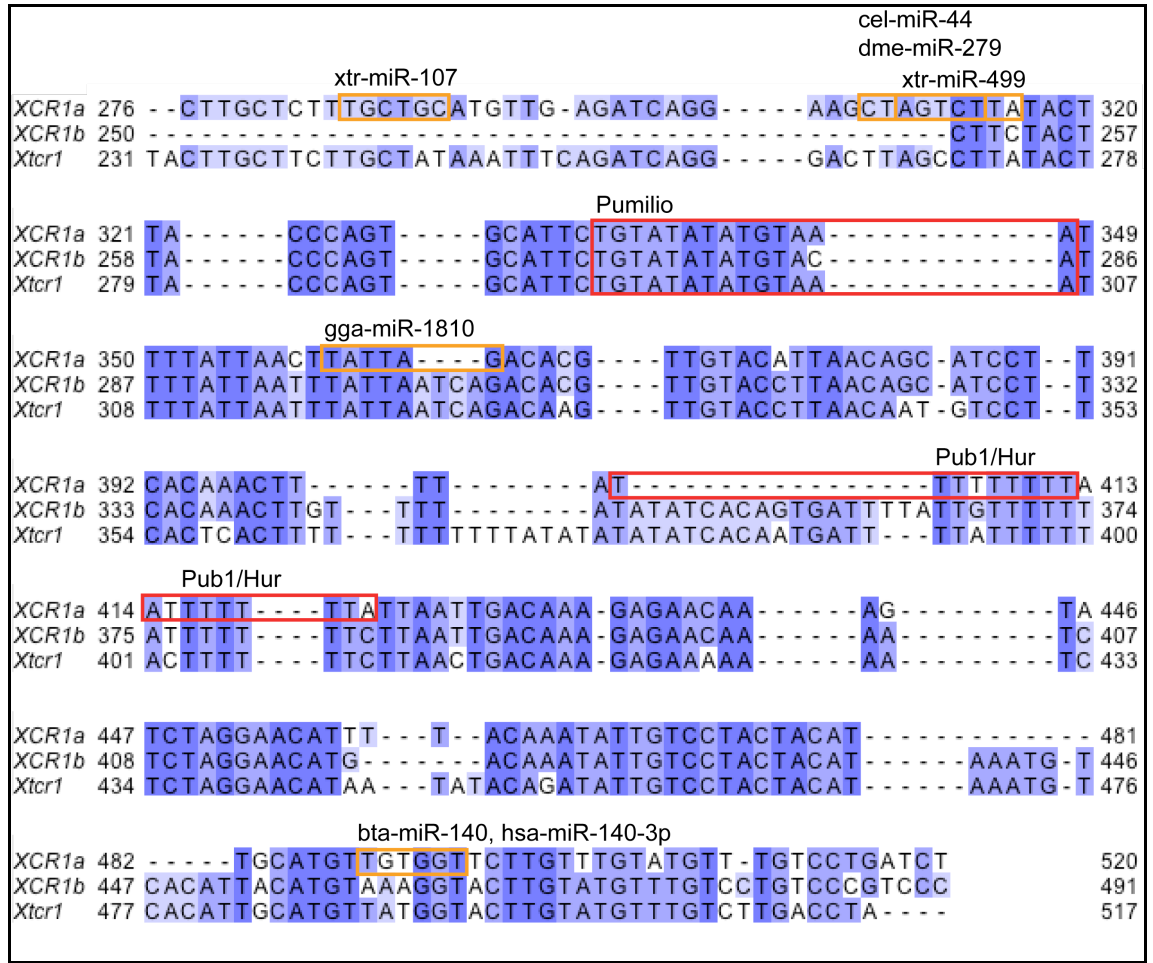 cel-miR-44
dme-miR-279
xtr-miR-107 xtr-miR-499
XCR1a 276 --CTTGCTCTTTGCTGCATGTTG-AGATCAGG-----AAGCTAGTCTTATACT 320
XCR1b 250 ---------------------------------------------CTTCTACT 257
Xtcr1 231 TACTTGCTTCTTGCTATAAATTTCAGATCAGG-----GACTTAGCCTTATACT 278
Pumilio
XCR1a 321 TA------CCCAGT-----GCATTCTGTATATATGTAA-------------AT 349
XCR1b 258 TA------CCCAGT-----GCATTCTGTATATATGTAC-------------AT 286
Xtcr1 279 TA------CCCAGT-----GCATTCTGTATATATGTAA-------------AT 307
gga-miR-1810
XCR1a 350 TTTATTAACTTATTA----GACACG----TTGTACATTAACAGC-ATCCT--T 391
XCR1b 287 TTTATTAATTTATTAATCAGACACG----TTGTACCTTAACAGC-ATCCT--T 332
Xtcr1 308 TTTATTAATTTATTAATCAGACAAG----TTGTACCTTAACAAT-GTCCT--T 353
Pub1/Hur
XCR1a 392 CACAAACTT------TT--------AT-----------------TTTTTTTTA 413
XCR1b 333 CACAAACTTGT---TTT--------ATATATCACAGTGATTTTATTGTTTTTT 374
Xtcr1 354 CACTCACTTTT---TTTTTTTATATATATATCACAATGATT---TTATTTTTT 400
Pub1/Hur
XCR1a 414 ATTTTT----TTATTAATTGACAAA-GAGAACAA------AG---------TA 446
XCR1b 375 ATTTTT----TTCTTAATTGACAAA-GAGAACAA------AA---------TC 407
Xtcr1 401 ACTTTT----TTCTTAACTGACAAA-GAGAAAAA------AA---------TC 433
XCR1a 447 TCTAGGAACATTT---T--ACAAATATTGTCCTACTACAT------------- 481
XCR1b 408 TCTAGGAACATG-------ACAAATATTGTCCTACTACAT------AAATG-T 446
Xtcr1 434 TCTAGGAACATAA---TATACAGATATTGTCCTACTACAT------AAATG-T 476
bta-miR-140, hsa-miR-140-3p
XCR1a 482 -----TGCATGTTGTGGTTCTTGTTTGTATGTT-TGTCCTGATCT 520
XCR1b 447 CACATTACATGTAAAGGTACTTGTATGTTTGTCCTGTCCCGTCCC 491
Xtcr1 477 CACATTGCATGTTATGGTACTTGTATGTTTGTCTTGACCTA---- 517